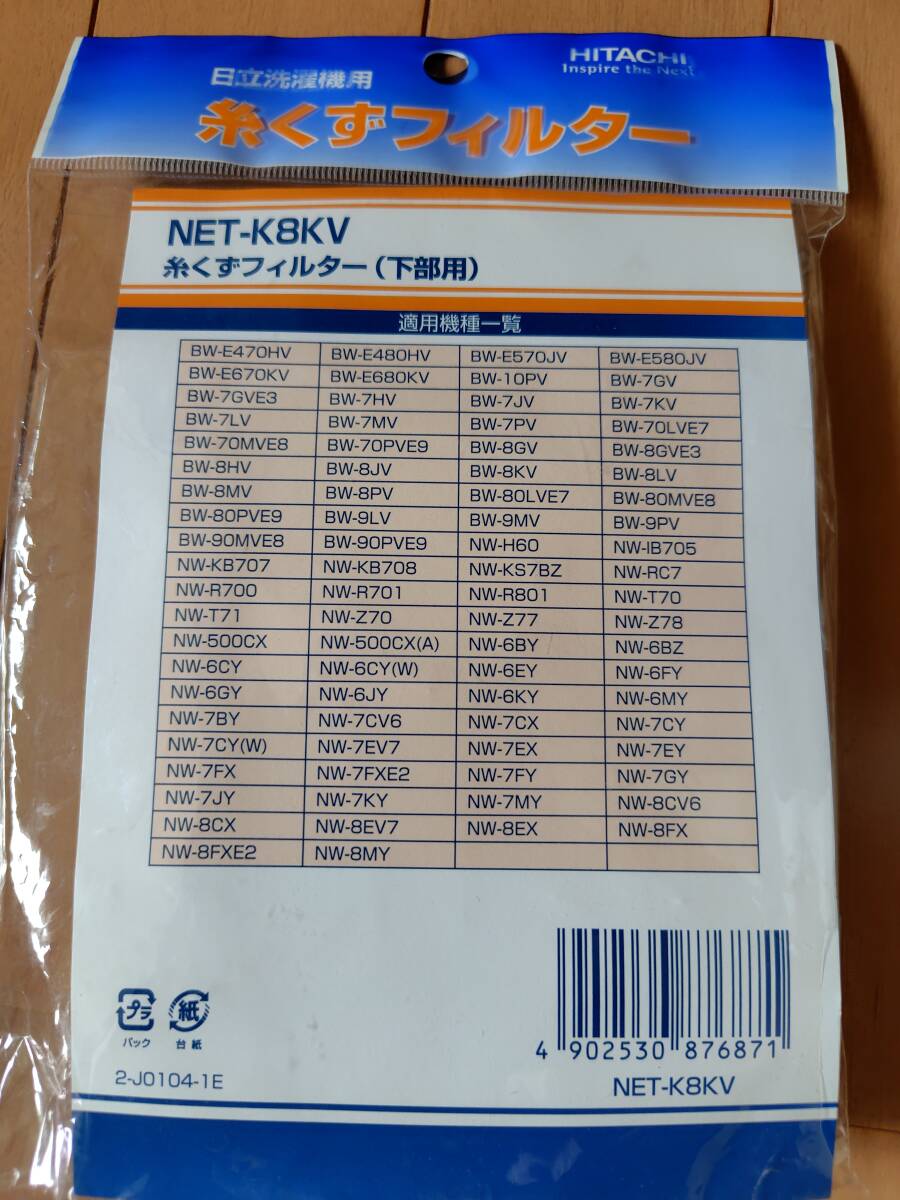 HITACHI
Inspire the Next
日立洗濯機用
糸くずフィルター
NET-K8KV
糸くずフィルター(下部用)
適用機種一覧
BW-E470HV BW-E480HV BW-E570JV BW-E580JV
BW-E670KV BW-E680KV BW-10PV BW-7GV
BW-7GVE3 BW-7HV BW-7JV BW-7KV
BW-7LV BW-7MV BW-7PV BW-70LVE7
BW-70MVE8 BW-70PVE9 BW-8GV BW-8GVE3
BW-8HV BW-8JV BW-8KV BW-8LV
BW-8MV BW-8PV BW-80LVE7 BW-80MVE8
BW-80PVE9 BW-9LV BW-9MV BW-9PV
BW-90MVE8 BW-90PVE9 NW-H60 NW-IB705
NW-KB707 NW-KB708 NW-KS7BZ NW-RC7
NW-R700 NW-R701 NW-R801 NW-T70
NW-T71 NW-Z70 NW-Z77 NW-Z78
NW-500CX NW-500CX(A) NW-6BY NW-6BZ
NW-6CY NW-6CY(W) NW-6EY NW-6FY
NW-6GY NW-6JY NW-6KY NW-6MY
NW-7BY NW-7CV6 NW-7CX NW-7CY
NW-7CY(W) NW-7EV7 NW-7EX NW-7EY
NW-7FX NW-7FXE2 NW-7FY NW-7GY
NW-7JY NW-7KY NW-7MY NW-8CV6
NW-8CX NW-8EV7 NW-8EX NW-8FX
NW-8FXE2 NW-8MY
プラ 紙
パック 台紙
2-J0104-1E
4 902530 876871
NET-K8KV